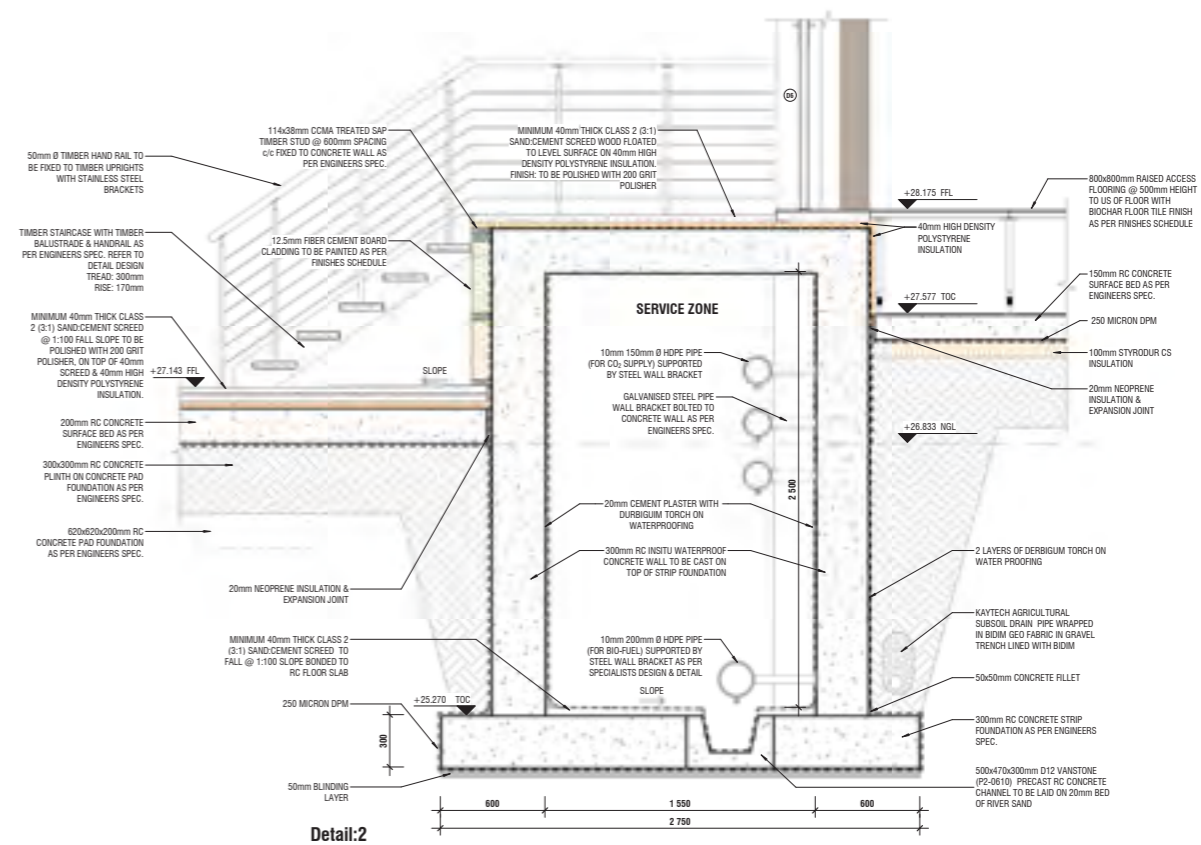 114x38mm CCMA TREATED SAP
TIMBER STUD @ 600mm SPACING
c/c FIXED TO CONCRETE WALL AS
PER ENGINEERS SPEC.
MINIMUM 40mm THICK CLASS 2 (3:1)
SAND:CEMENT SCREED WOOD FLOATED
TO LEVEL SURFACE ON 40mm HIGH
DENSITY POLYSTYRENE INSULATION.
FINISH: TO BE POLISHED WITH 200 GRIT
POLISHER
D6
50mm Ø TIMBER HAND RAIL TO
BE FIXED TO TIMBER UPRIGHTS
WITH STAINLESS STEEL
BRACKETS
+28.175 FFL
800x800mm RAISED ACCESS
FLOORING @ 500mm HEIGHT
TO US OF FLOOR WITH
BIOCHAR FLOOR TILE FINISH
AS PER FINISHES SCHEDULE
TIMBER STAIRCASE WITH TIMBER
BALUSTRADE & HANDRAIL AS
PER ENGINEERS SPEC. REFER TO
DETAIL DESIGN
TREAD: 300mm
RISE: 170mm
12.5mm FIBER CEMENT BOARD
CLADDING TO BE PAINTED AS PER
FINISHES SCHEDULE
40mm HIGH DENSITY
POLYSTYRENE
INSULATION
150mm RC CONCRETE
SURFACE BED AS PER
ENGINEERS SPEC.
+27.577 TOC
SERVICE ZONE
250 MICRON DPM
MINIMUM 40mm THICK CLASS
2 (3:1) SAND:CEMENT SCREED
@ 1:100 FALL SLOPE TO BE
POLISHED WITH 200 GRIT
POLISHER, ON TOP OF 40mm
SCREED & 40mm HIGH
DENSITY POLYSTYRENE
INSULATION.
+27.143 FFL
SLOPE
10mm 150mm Ø HDPE PIPE
(FOR CO₂ SUPPLY) SUPPORTED
BY STEEL WALL BRACKET
100mm STYRODUR CS
INSULATION
20mm NEOPRENE
INSULATION &
EXPANSION JOINT
GALVANISED STEEL PIPE
WALL BRACKET BOLTED TO
CONCRETE WALL AS PER
ENGINEERS SPEC.
200mm RC CONCRETE
SURFACE BED AS PER
ENGINEERS SPEC.
+26.833 NGL
300x300mm RC CONCRETE
PLINTH ON CONCRETE PAD
FOUNDATION AS PER
ENGINEERS SPEC.
2 500
20mm CEMENT PLASTER WITH
DURBIGUIM TORCH ON
WATERPROOFING
620x620x200mm RC
CONCRETE PAD FOUNDATION
AS PER ENGINEERS SPEC.
300mm RC INSITU WATERPROOF
CONCRETE WALL TO BE CAST ON
TOP OF STRIP FOUNDATION
2 LAYERS OF DERBIGUM TORCH ON
WATER PROOFING
20mm NEOPRENE INSULATION &
EXPANSION JOINT
KAYTECH AGRICULTURAL
SUBSOIL DRAIN PIPE WRAPPED
IN BIDIM GEO FABRIC IN GRAVEL
TRENCH LINED WITH BIDIM
MINIMUM 40mm THICK CLASS 2
(3:1) SAND:CEMENT SCREED TO
FALL @ 1:100 SLOPE BONDED TO
RC FLOOR SLAB
10mm 200mm Ø HDPE PIPE
(FOR BIO-FUEL) SUPPORTED BY
STEEL WALL BRACKET AS PER
SPECIALISTS DESIGN & DETAIL
SLOPE
50x50mm CONCRETE FILLET
250 MICRON DPM
+25.270 TOC
300
300mm RC CONCRETE STRIP
FOUNDATION AS PER ENGINEERS
SPEC.
50mm BLINDING
LAYER
500x470x300mm D12 VANSTONE
(P2-0610) PRECAST RC CONCRETE
CHANNEL TO BE LAID ON 20mm BED
OF RIVER SAND
600
1 550
600
2 750
Detail:2